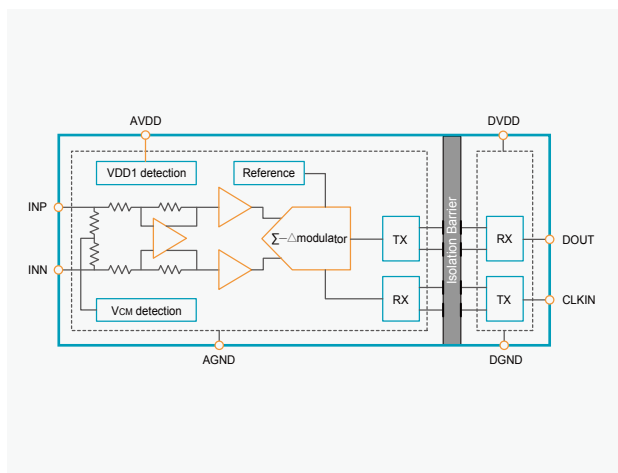 AVDD
DVDD
VDD1 detection
Reference
INP
∑-△modulator
TX
Isolation Barrier
RX
DOUT
INN
RX
TX
CLKIN
VCM detection
AGND
DGND